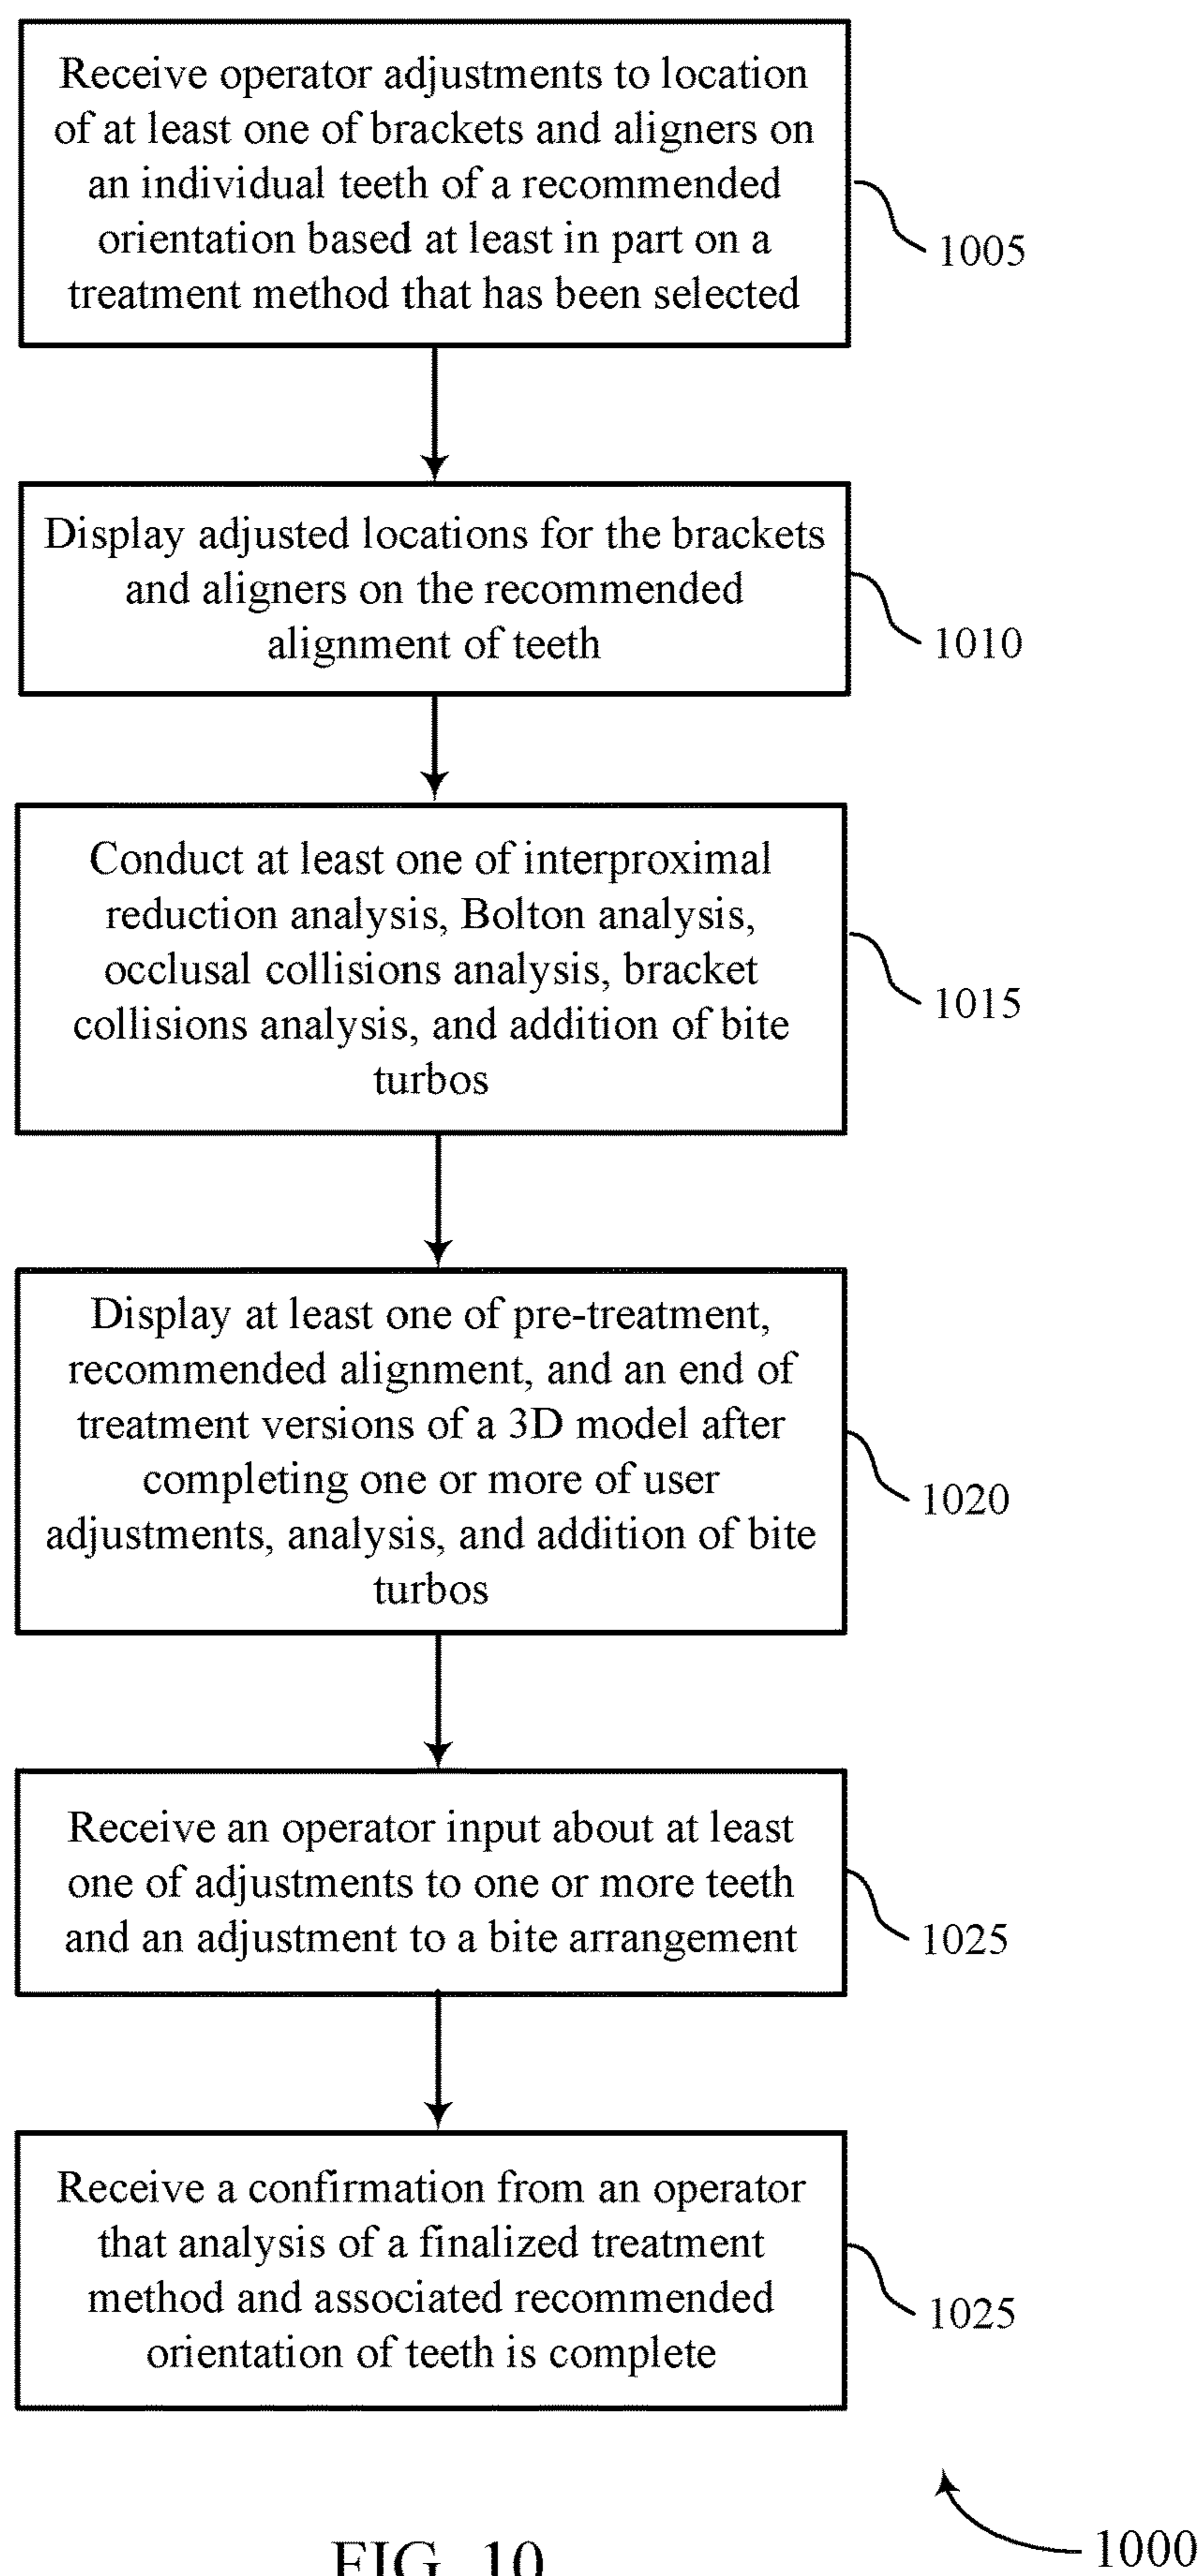 Receive operator adjustments to location
of at least one of brackets and aligners on
an individual teeth of a recommended
orientation based at least in part on a
treatment method that has been selected
1005
Display adjusted locations for the brackets
and aligners on the recommended
alignment of teeth
1010
Conduct at least one of interproximal
reduction analysis, Bolton analysis,
occlusal collisions analysis, bracket
collisions analysis, and addition of bite
turbos
1015
Display at least one of pre-treatment,
recommended alignment, and an end of
treatment versions of a 3D model after
completing one or more of user
adjustments, analysis, and addition of bite
turbos
1020
Receive an operator input about at least
one of adjustments to one or more teeth
and an adjustment to a bite arrangement
1025
Receive a confirmation from an operator
that analysis of a finalized treatment
method and associated recommended
orientation of teeth is complete
1025
1000
FIG. 10